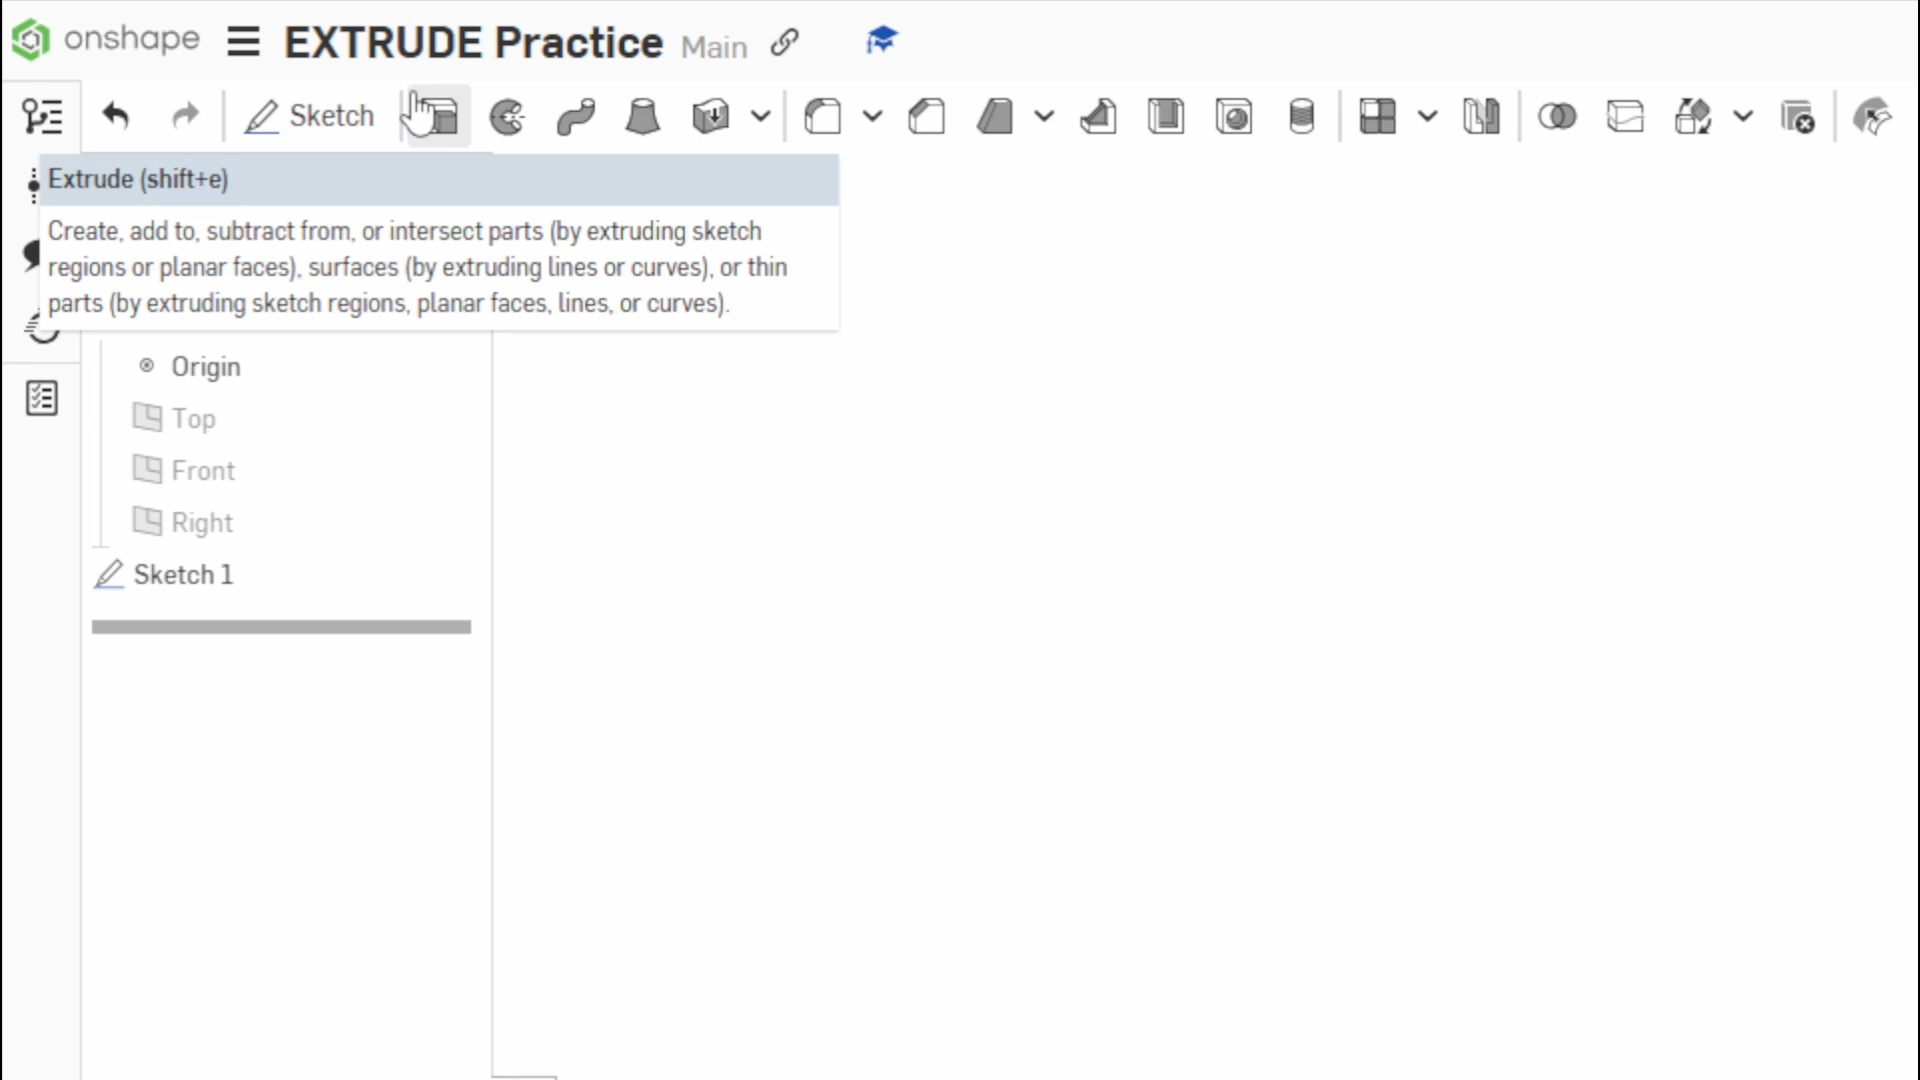 onshape EXTRUDE Practice Main
Sketch
Extrude (shift+e)
Create, add to, subtract from, or intersect parts (by extruding sketch
regions or planar faces), surfaces (by extruding lines or curves), or thin
parts (by extruding sketch regions, planar faces, lines, or curves).
Origin
Top
Front
Right
Sketch 1